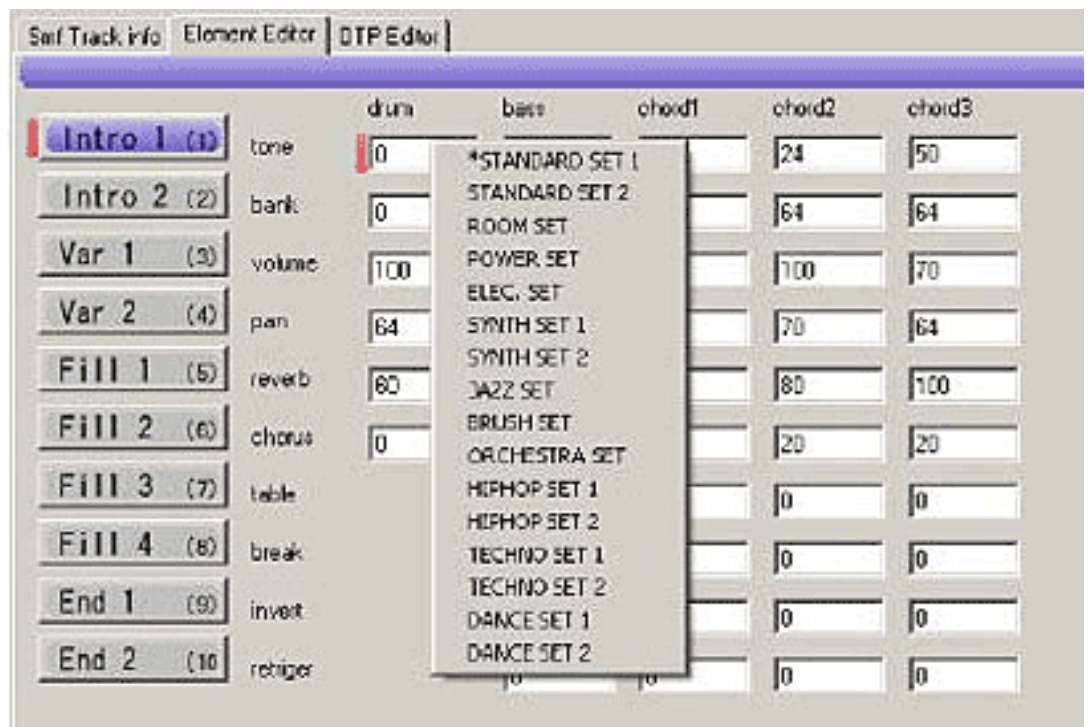 Smf Track info Element Editor OTP Editor
drum bass chord1 chord2 chord3
Intro 1 (1) tone 0 24 50
Intro 2 (2) bank 0 64 64
Var 1 (3) volume 100 100 70
Var 2 (4) pan 64 70 64
Fill 1 (5) reverb 60 80 100
Fill 2 (6) chorus 0 20 20
Fill 3 (7) table 0 0
Fill 4 (8) break 0 0
End 1 (9) invert 0 0
End 2 (10 retriger 0 0 0 0
*STANDARD SET 1
STANDARD SET 2
ROOM SET
POWER SET
ELEC. SET
SYNTH SET 1
SYNTH SET 2
JAZZ SET
BRUSH SET
ORCHESTRA SET
HIPHOP SET 1
HIPHOP SET 2
TECHNO SET 1
TECHNO SET 2
DANCE SET 1
DANCE SET 2